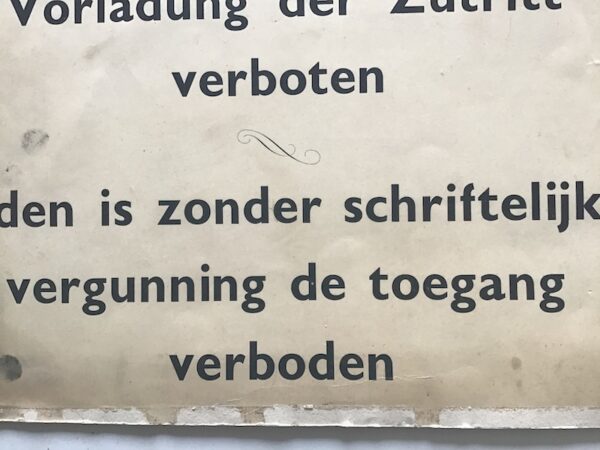 Vorladung der Zutritt
verboten
den is zonder schriftelijk
vergunning de toegang
verboden